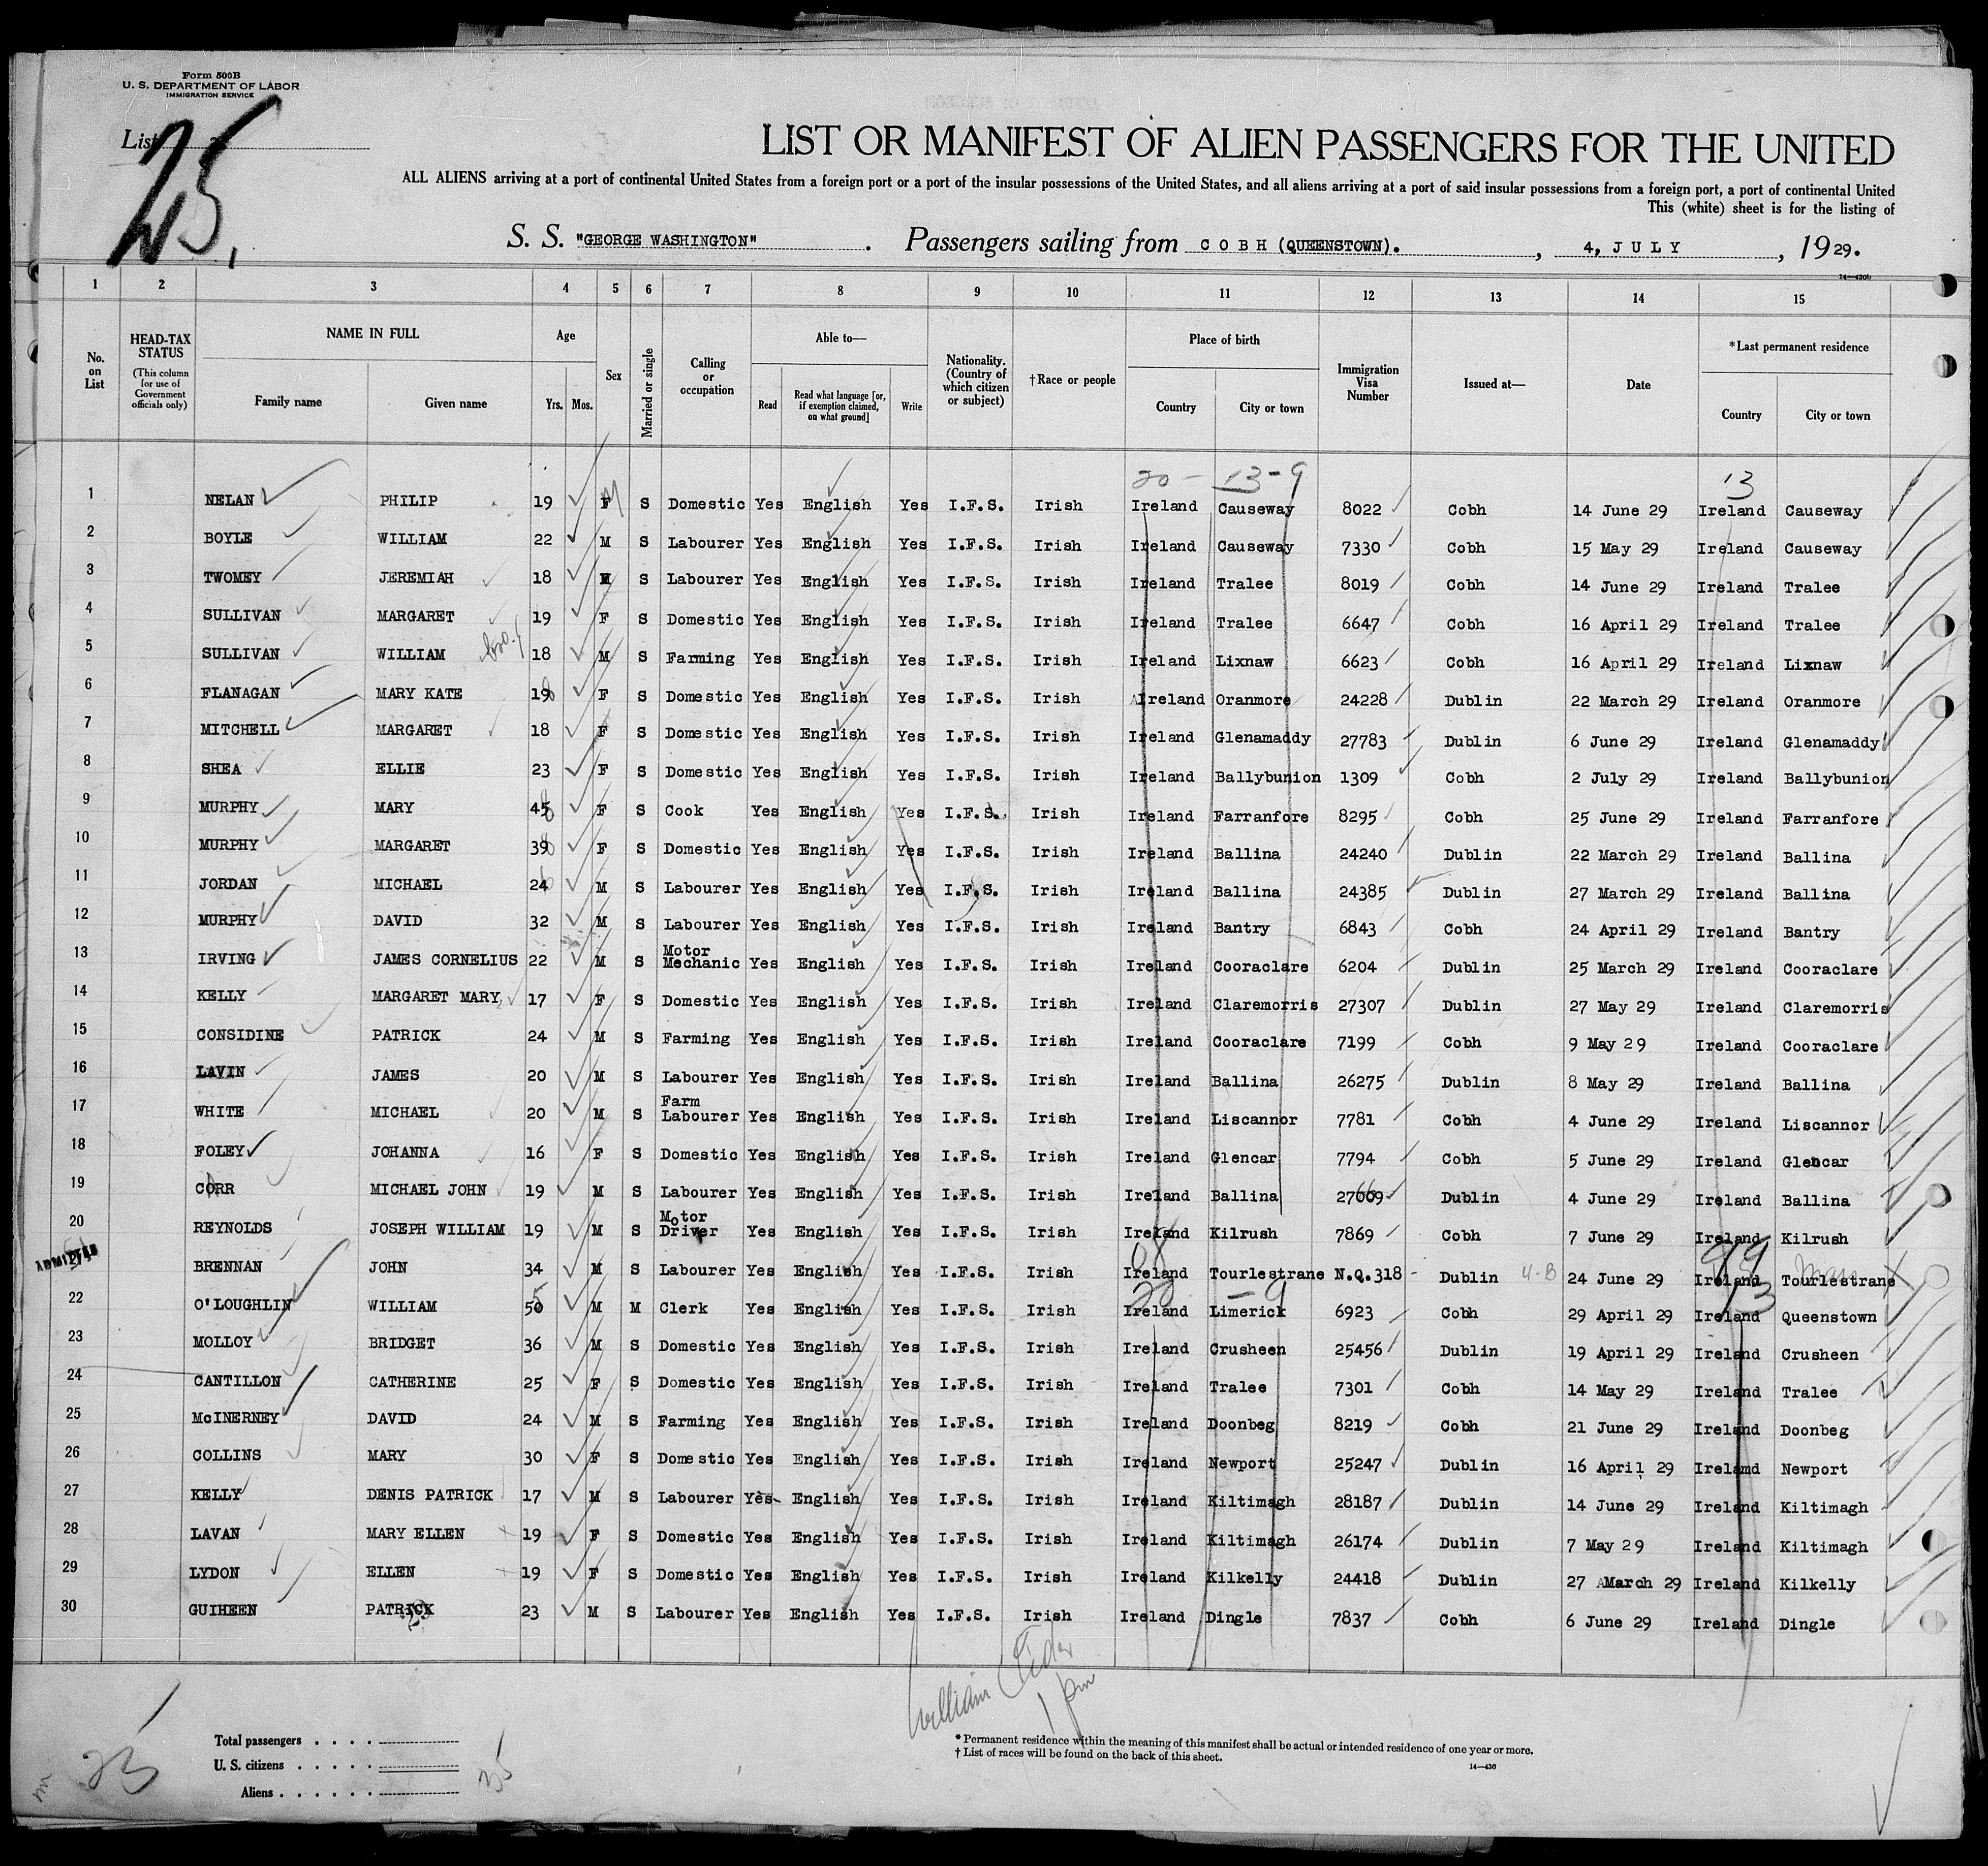 Form 500B
U. S. DEPARTMENT OF LABOR
IMMIGRATION SERVICE
List
25,
LIST OR MANIFEST OF ALIEN PASSENGERS FOR THE UNITED
ALL ALIENS arriving at a port of continental United States from a foreign port or a port of the insular possessions of the United States, and all aliens arriving at a port of said insular possessions from a foreign port, a port of continental United
This (white) sheet is for the listing of
S. S. "GEORGE WASHINGTON" . Passengers sailing from C O B H (QUEENSTOWN). , 4, J U L Y , 1929.
14—430b
1 2 3 4 5 6 7 8 9 10 11 12 13 14 15
No. on List HEAD-TAX STATUS (This column for use of Government officials only) NAME IN FULL Family name Given name Age Yrs. Mos. Sex Married or single Calling or occupation Able to— Read Read what language [or, if exemption claimed, on what ground] Write Nationality. (Country of which citizen or subject) †Race or people Place of birth Country City or town Immigration Visa Number Issued at— Date *Last permanent residence Country City or town
20 - 13 - 9 13
1 NELAN PHILIP 19 F M S Domestic Yes English Yes I.F.S. Irish Ireland Causeway 8022 Cobh 14 June 29 Ireland Causeway
2 BOYLE WILLIAM 22 M S Labourer Yes English Yes I.F.S. Irish Ireland Causeway 7330 Cobh 15 May 29 Ireland Causeway
3 TWOMEY JEREMIAH 18 M S Labourer Yes English Yes I.F.S. Irish Ireland Tralee 8019 Cobh 14 June 29 Ireland Tralee
4 SULLIVAN MARGARET 19 F S Domestic Yes English Yes I.F.S. Irish Ireland Tralee 6647 Cobh 16 April 29 Ireland Tralee
5 SULLIVAN WILLIAM 18 M S Farming Yes English Yes I.F.S. Irish Ireland Lixnaw 6623 Cobh 16 April 29 Ireland Lixnaw
6 FLANAGAN MARY KATE 19 F S Domestic Yes English Yes I.F.S. Irish Ireland Oranmore 24228 Dublin 22 March 29 Ireland Oranmore
7 MITCHELL MARGARET 18 F S Domestic Yes English Yes I.F.S. Irish Ireland Glenamaddy 27783 Dublin 6 June 29 Ireland Glenamaddy
8 SHEA ELLIE 23 F S Domestic Yes English Yes I.F.S. Irish Ireland Ballybunion 1309 Cobh 2 July 29 Ireland Ballybunion
9 MURPHY MARY 45 F S Cook Yes English Yes I.F.S. Irish Ireland Farranfore 8295 Cobh 25 June 29 Ireland Farranfore
10 MURPHY MARGARET 39 F S Domestic Yes English Yes I.F.S. Irish Ireland Ballina 24240 Dublin 22 March 29 Ireland Ballina
11 JORDAN MICHAEL 24 M S Labourer Yes English Yes I.F.S. Irish Ireland Ballina 24385 Dublin 27 March 29 Ireland Ballina
12 MURPHY DAVID 32 M S Labourer Yes English Yes I.F.S. Irish Ireland Bantry 6843 Cobh 24 April 29 Ireland Bantry
13 IRVING JAMES CORNELIUS 22 M S Motor Mechanic Yes English Yes I.F.S. Irish Ireland Cooraclare 6204 Dublin 25 March 29 Ireland Cooraclare
14 KELLY MARGARET MARY 17 F S Domestic Yes English Yes I.F.S. Irish Ireland Claremorris 27307 Dublin 27 May 29 Ireland Claremorris
15 CONSIDINE PATRICK 24 M S Farming Yes English Yes I.F.S. Irish Ireland Cooraclare 7199 Cobh 9 May 29 Ireland Cooraclare
16 LAVIN JAMES 20 M S Labourer Yes English Yes I.F.S. Irish Ireland Ballina 26275 Dublin 8 May 29 Ireland Ballina
17 WHITE MICHAEL 20 M S Farm Labourer Yes English Yes I.F.S. Irish Ireland Liscannor 7781 Cobh 4 June 29 Ireland Liscannor
18 FOLEY JOHANNA 16 F S Domestic Yes English Yes I.F.S. Irish Ireland Glencar 7794 Cobh 5 June 29 Ireland Glencar
19 CORR MICHAEL JOHN 19 M S Labourer Yes English Yes I.F.S. Irish Ireland Ballina Dublin 4 June 29 Ireland Ballina
20 REYNOLDS JOSEPH WILLIAM 19 M S Motor Driver Yes English Yes I.F.S. Irish Ireland Kilrush 7869 Cobh 7 June 29 Ireland Kilrush
ADMITTED BRENNAN JOHN 34 M S Labourer Yes English Yes I.F.S. Irish Ireland Tourlestrane N.Q.318 Dublin 4-B 24 June 29 Ireland 99 Tourlestrane
22 O'LOUGHLIN WILLIAM 50 M M Clerk Yes English Yes I.F.S. Irish Ireland Limerick 20 - 9 6923 Cobh 29 April 29 Ireland 13 Queenstown
23 MOLLOY BRIDGET 36 M S Domestic Yes English Yes I.F.S. Irish Ireland Crusheen 25456 Dublin 19 April 29 Ireland Crusheen
24 CANTILLON CATHERINE 25 F S Domestic Yes English Yes I.F.S. Irish Ireland Tralee 7301 Cobh 14 May 29 Ireland Tralee
25 McINERNEY DAVID 24 M S Farming Yes English Yes I.F.S. Irish Ireland Doonbeg 8219 Cobh 21 June 29 Ireland Doonbeg
26 COLLINS MARY 30 F S Domestic Yes English Yes I.F.S. Irish Ireland Newport 25247 Dublin 16 April 29 Irelamd Newport
27 KELLY DENIS PATRICK 17 M S Labourer Yes English Yes I.F.S. Irish Ireland Kiltimagh 28187 Dublin 14 June 29 Ireland Kiltimagh
28 LAVAN MARY ELLEN 19 F S Domestic Yes English Yes I.F.S. Irish Ireland Kiltimagh 26174 Dublin 7 May 29 Ireland Kiltimagh
29 LYDON ELLEN 19 F S Domestic Yes English Yes I.F.S. Irish Ireland Kilkelly 24418 Dublin 27 March 29 Ireland Kilkelly
30 GUIHEEN PATRICK 23 M S Labourer Yes English Yes I.F.S. Irish Ireland Dingle 7837 Cobh 6 June 29 Ireland Dingle
William
1 pm
Total passengers . . . .
U. S. citizens . . . . .
Aliens . . . . . .
* Permanent residence within the meaning of this manifest shall be actual or intended residence of one year or more.
† List of races will be found on the back of this sheet.
14—430